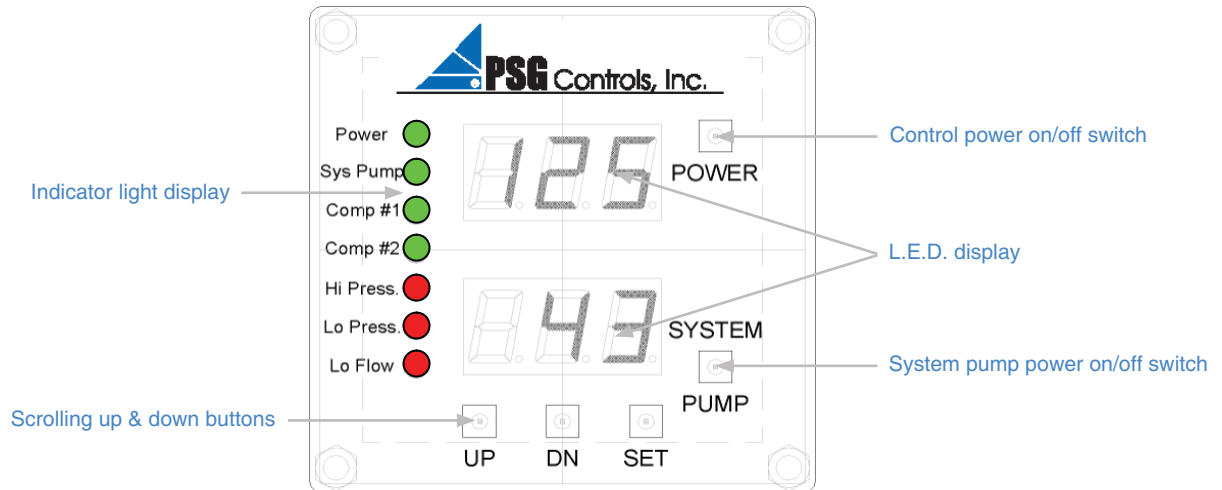 PSG Controls, Inc.
®
Power
Sys Pump
Comp #1
Comp #2
Hi Press.
Lo Press.
Lo Flow
125
POWER
43
SYSTEM
PUMP
UP DN SET
Indicator light display
Scrolling up & down buttons
Control power on/off switch
L.E.D. display
System pump power on/off switch